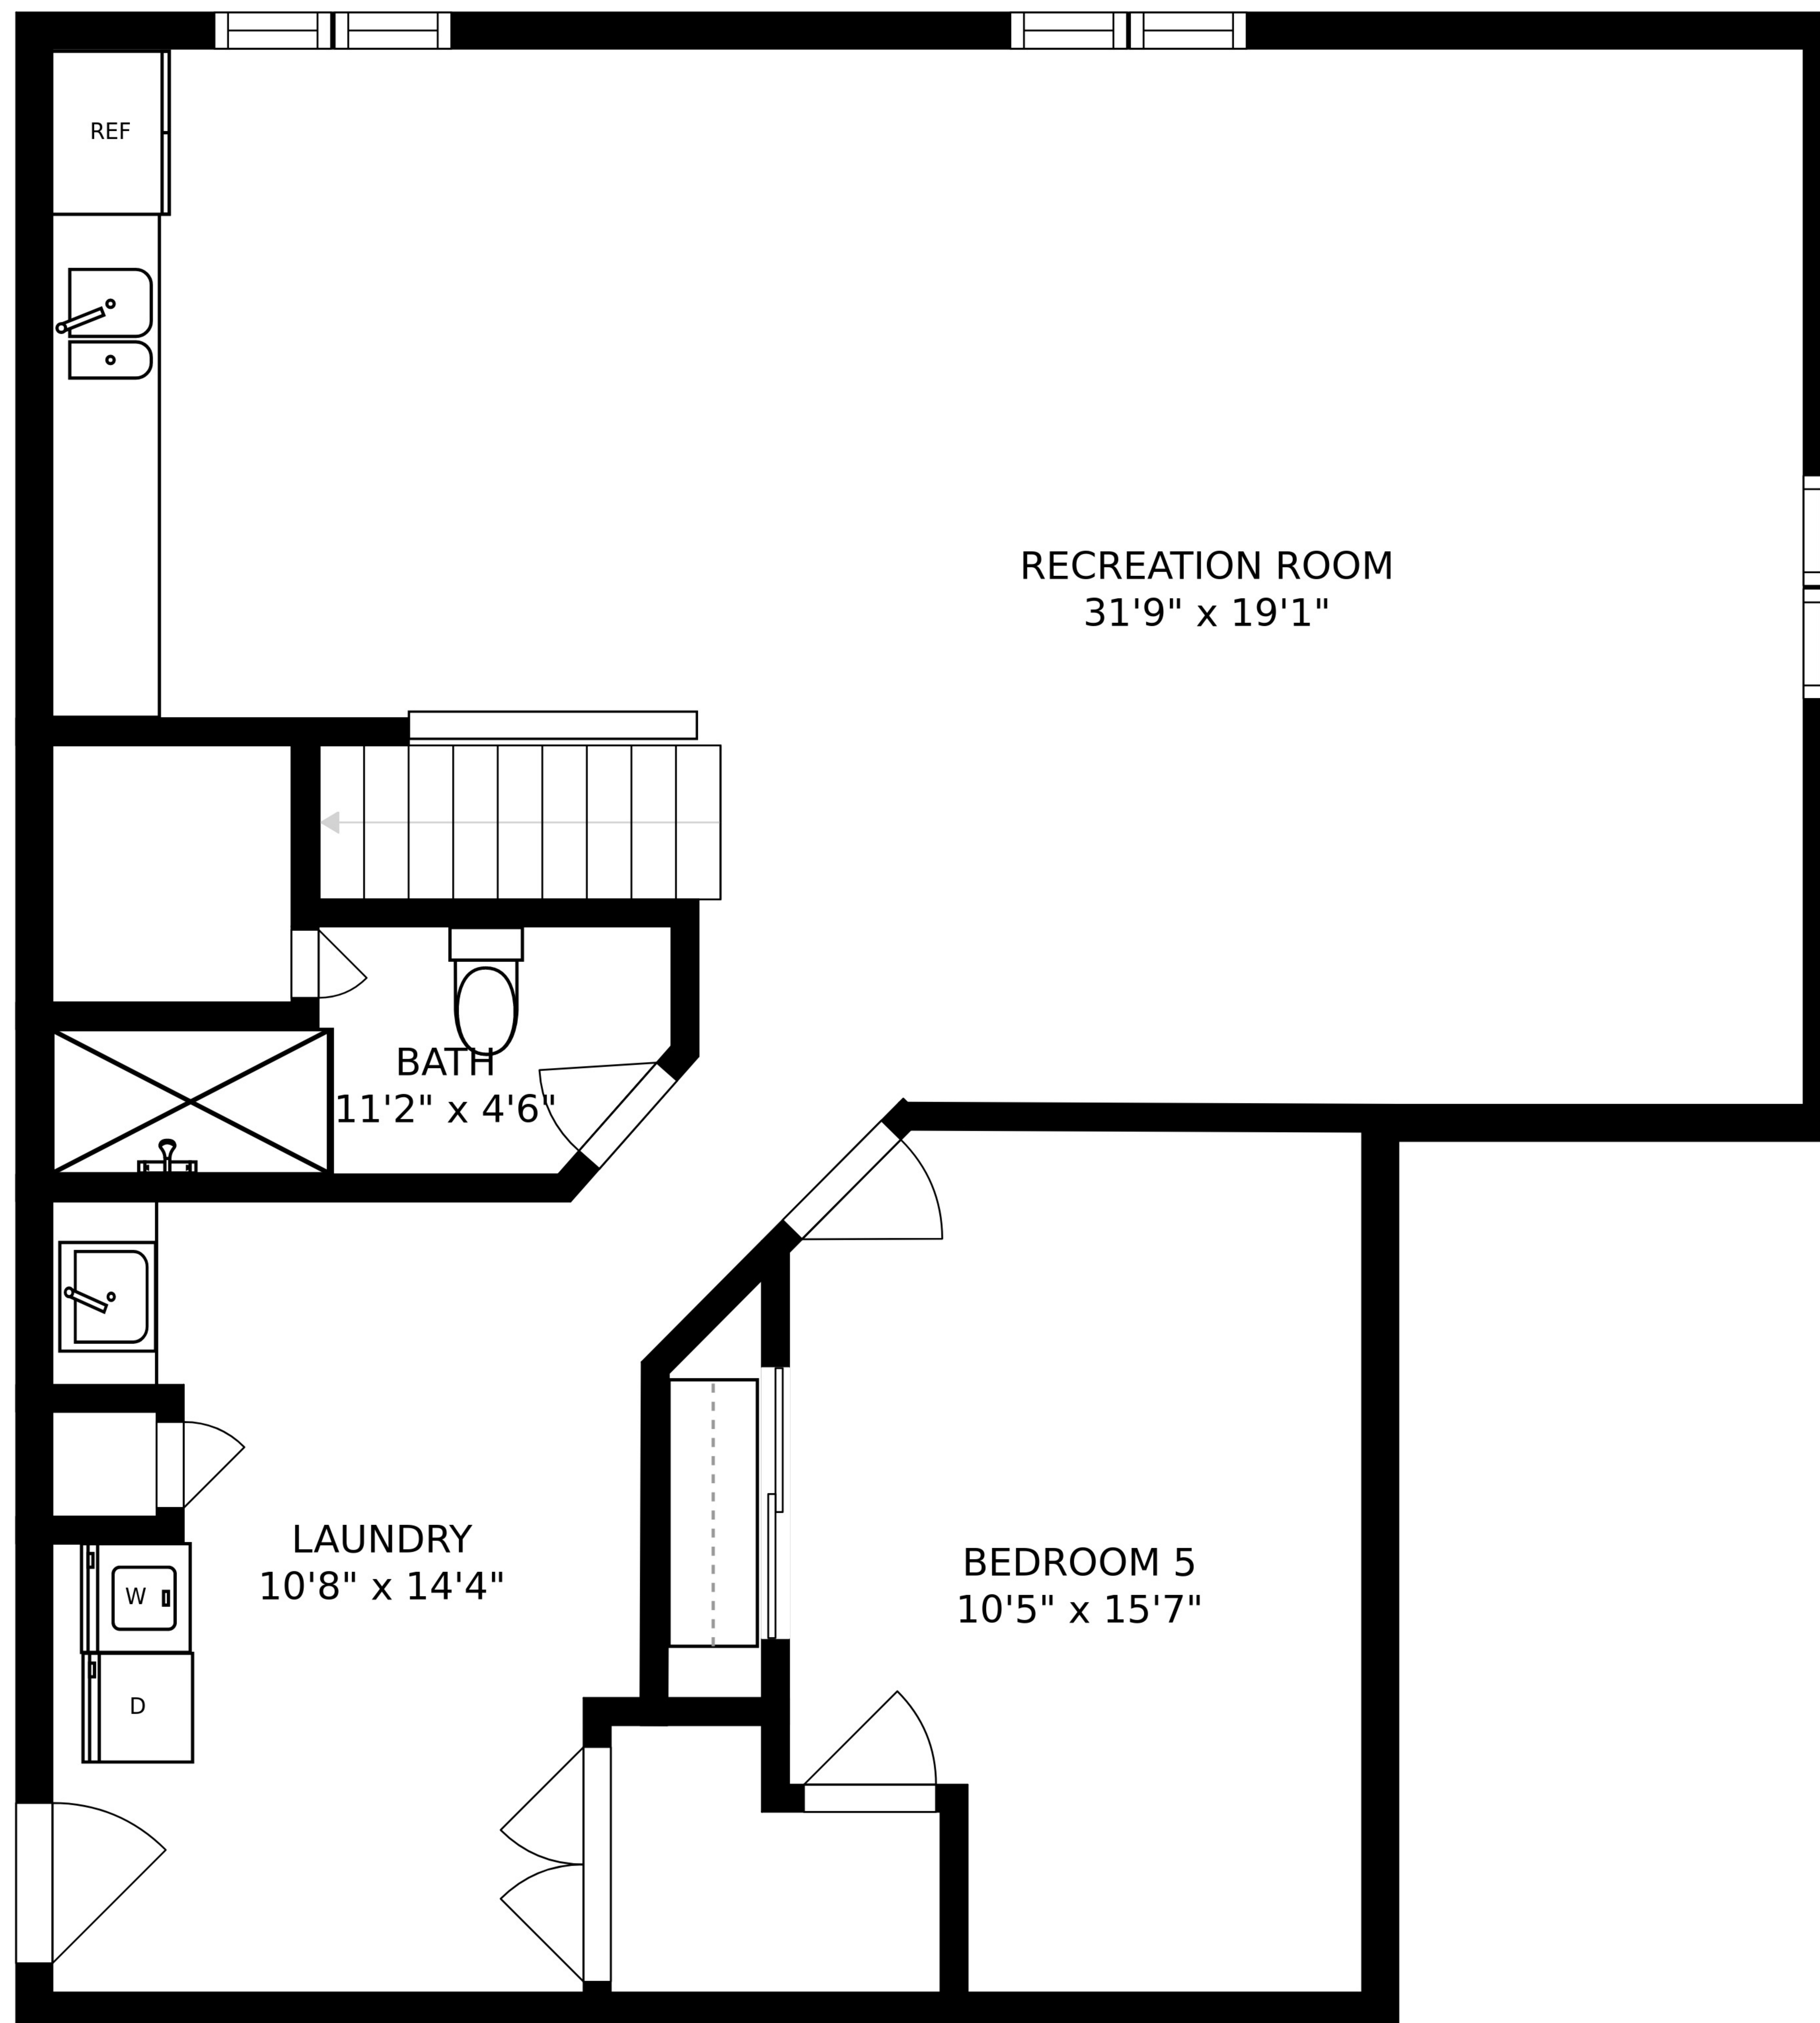 REF
RECREATION ROOM
31'9" x 19'1"
BATH
11'2" x 4'6"
LAUNDRY
10'8" x 14'4"
BEDROOM 5
10'5" x 15'7"
W
D